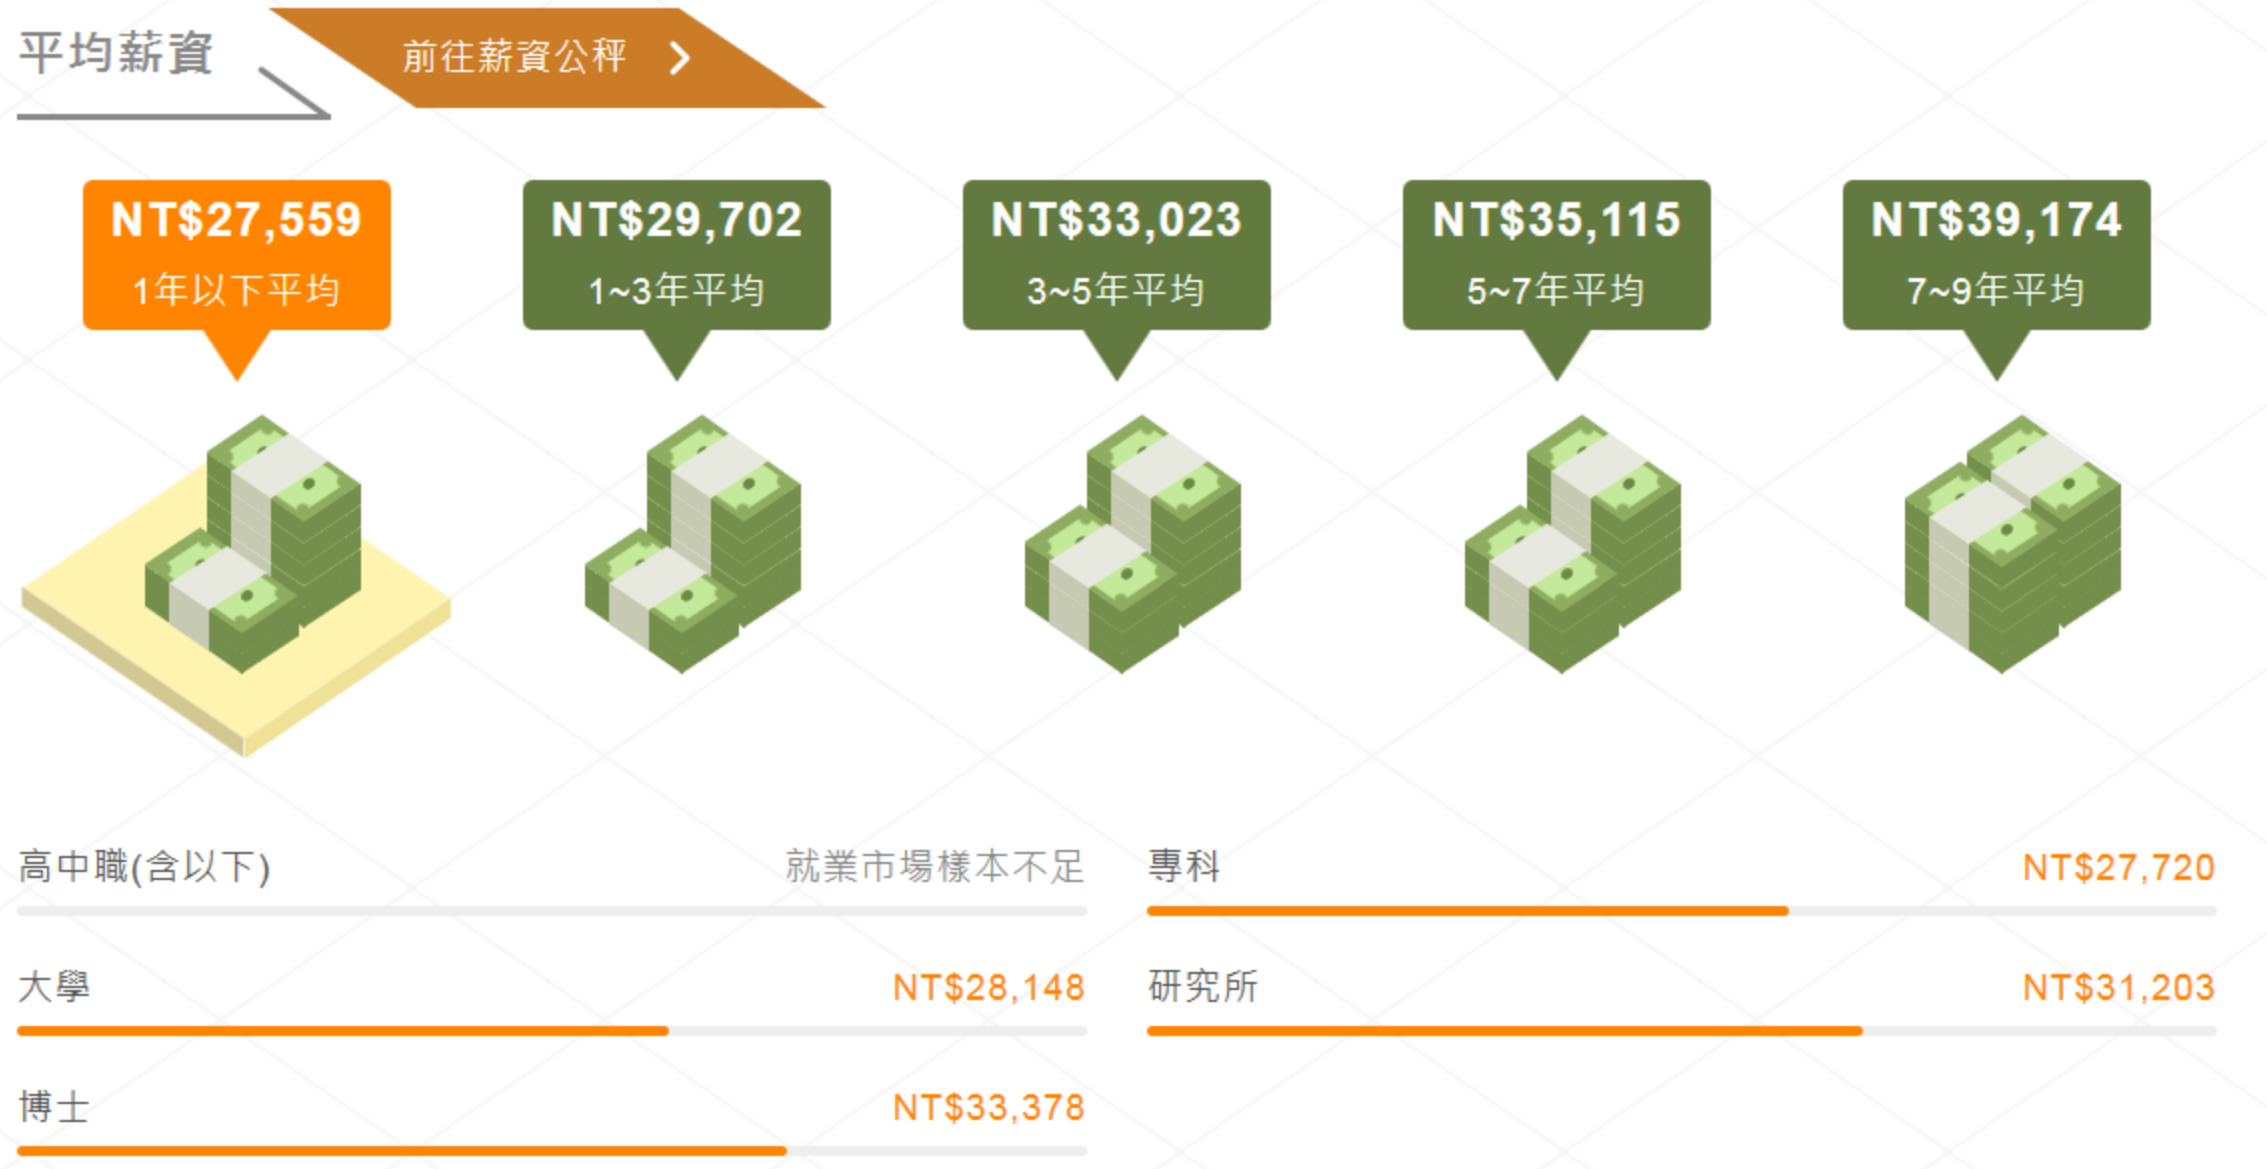 平均薪資
前往薪資公秤
NT$27,559
1年以下平均
NT$29,702
1~3年平均
NT$33,023
3~5年平均
NT$35,115
5~7年平均
NT$39,174
7~9年平均
高中職(含以下) 就業市場樣本不足
專科 NT$27,720
大學 NT$28,148
研究所 NT$31,203
博士 NT$33,378